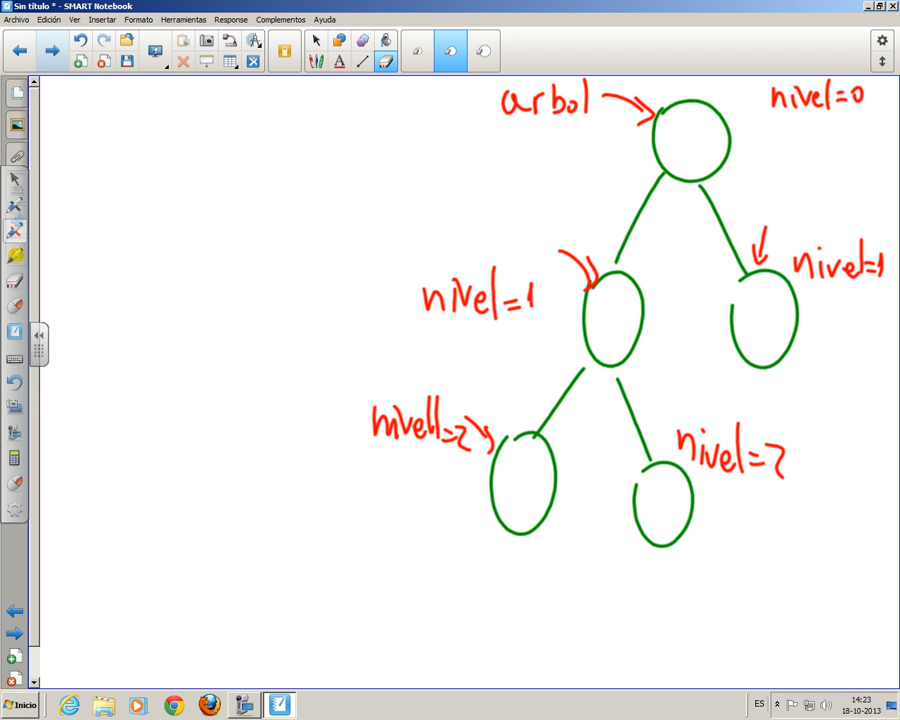 Sin título * - SMART Notebook
Archivo Edición Ver Insertar Formato Herramientas Response Complementos Ayuda
arbol
nivel=0
nivel=1
nivel=1
nivell=2
nivel=2
Inicio
ES
14:23
18-10-2013